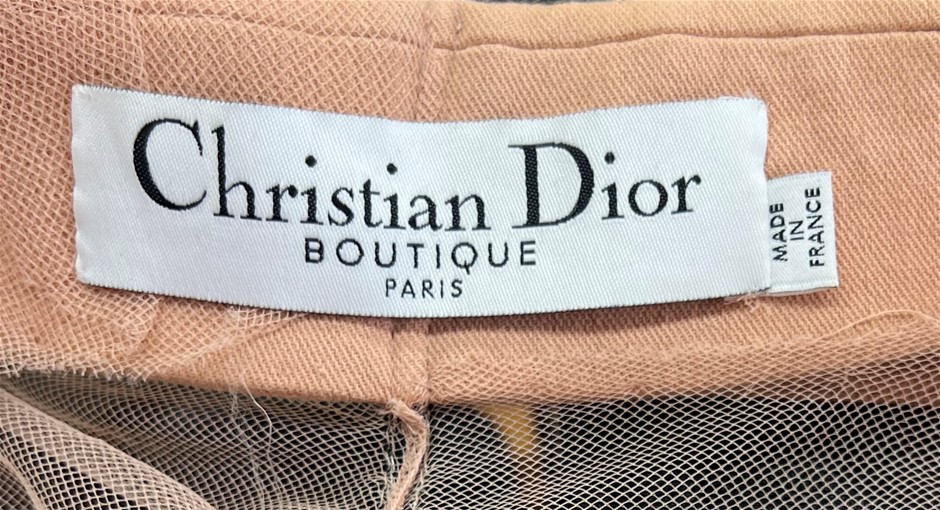 Christian Dior
BOUTIQUE
PARIS
MADE
IN
FRANCE